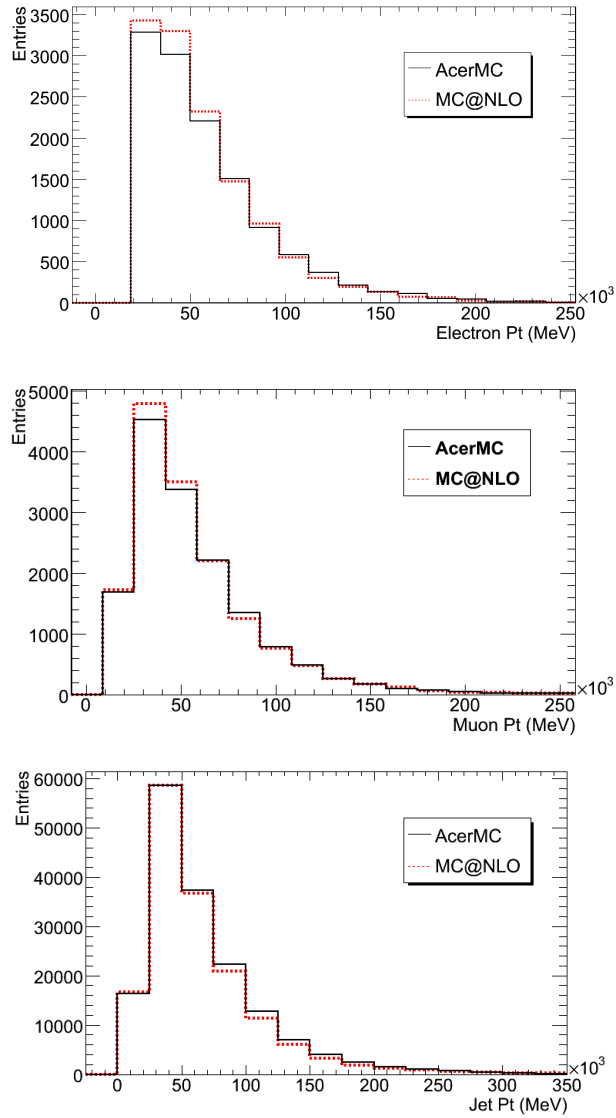 Entries
3500
3000
2500
2000
1500
1000
500
0
AcerMC
MC@NLO
0 50 100 150 200 250
×10³
Electron Pt (MeV)
Entries
5000
4000
3000
2000
1000
0
AcerMC
MC@NLO
0 50 100 150 200 250
×10³
Muon Pt (MeV)
Entries
60000
50000
40000
30000
20000
10000
0
AcerMC
MC@NLO
0 50 100 150 200 250 300 350
×10³
Jet Pt (MeV)